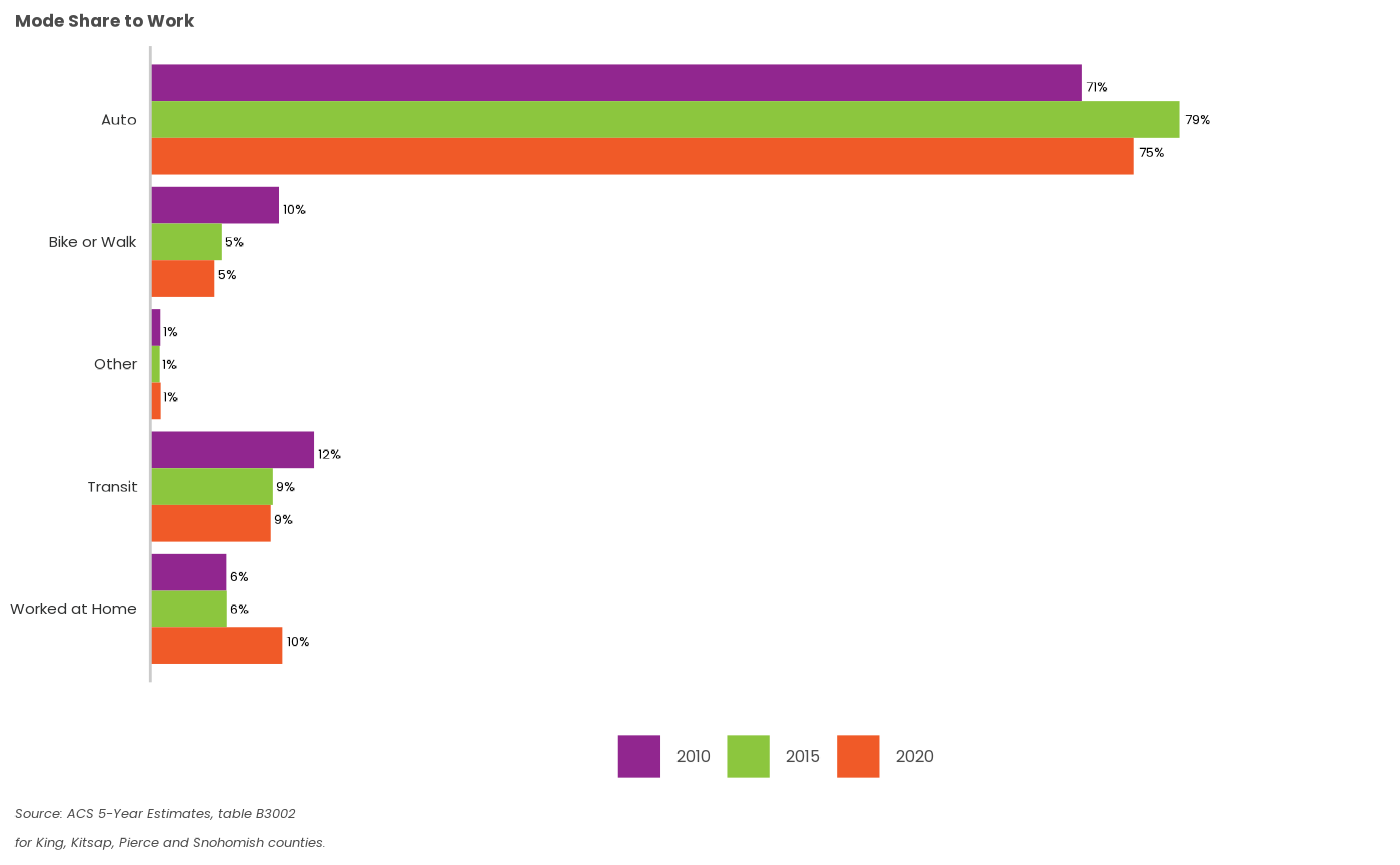 Mode Share to Work
Auto
71%
79%
75%
Bike or Walk
10%
5%
5%
Other
1%
1%
1%
Transit
12%
9%
9%
Worked at Home
6%
6%
10%
2010 2015 2020
Source: ACS 5-Year Estimates, table B3002
for King, Kitsap, Pierce and Snohomish counties.